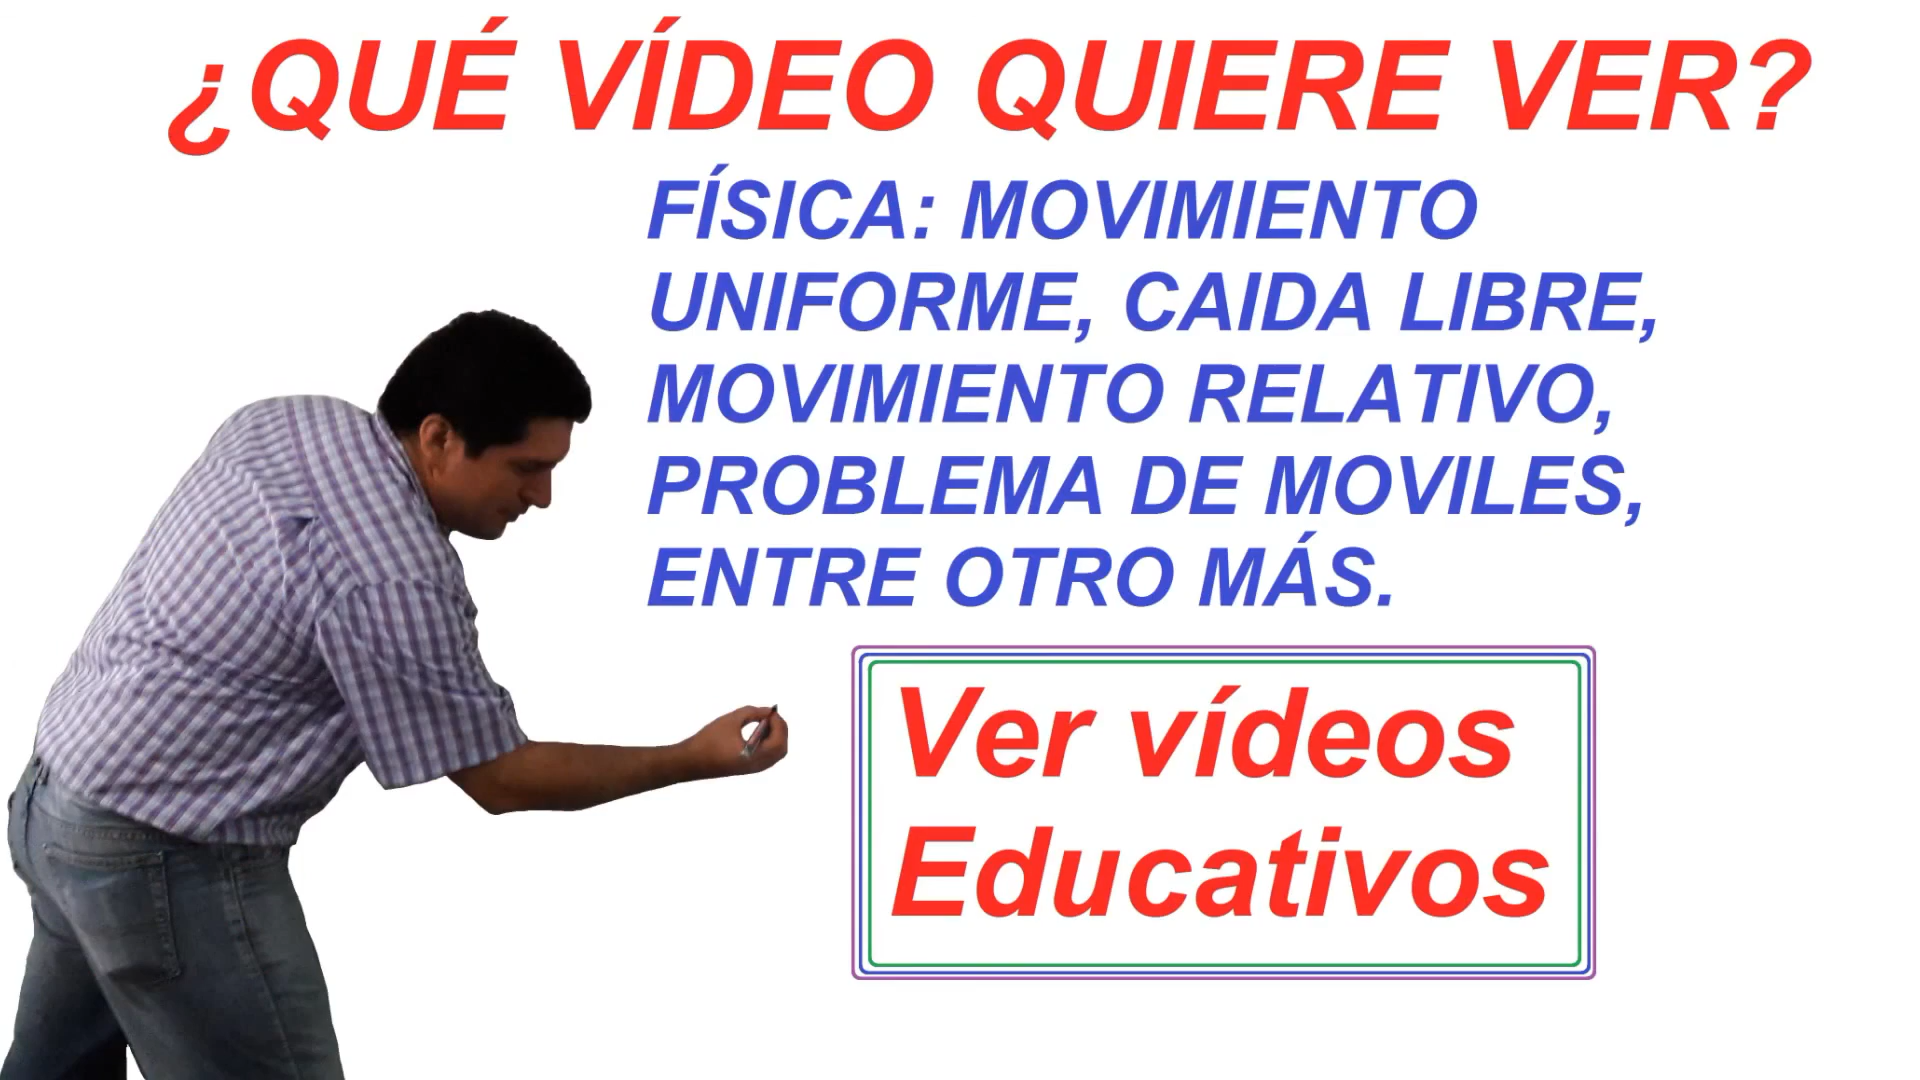 ¿QUÉ VÍDEO QUIERE VER?
FÍSICA: MOVIMIENTO
UNIFORME, CAIDA LIBRE,
MOVIMIENTO RELATIVO,
PROBLEMA DE MOVILES,
ENTRE OTRO MÁS.
Ver vídeos
Educativos